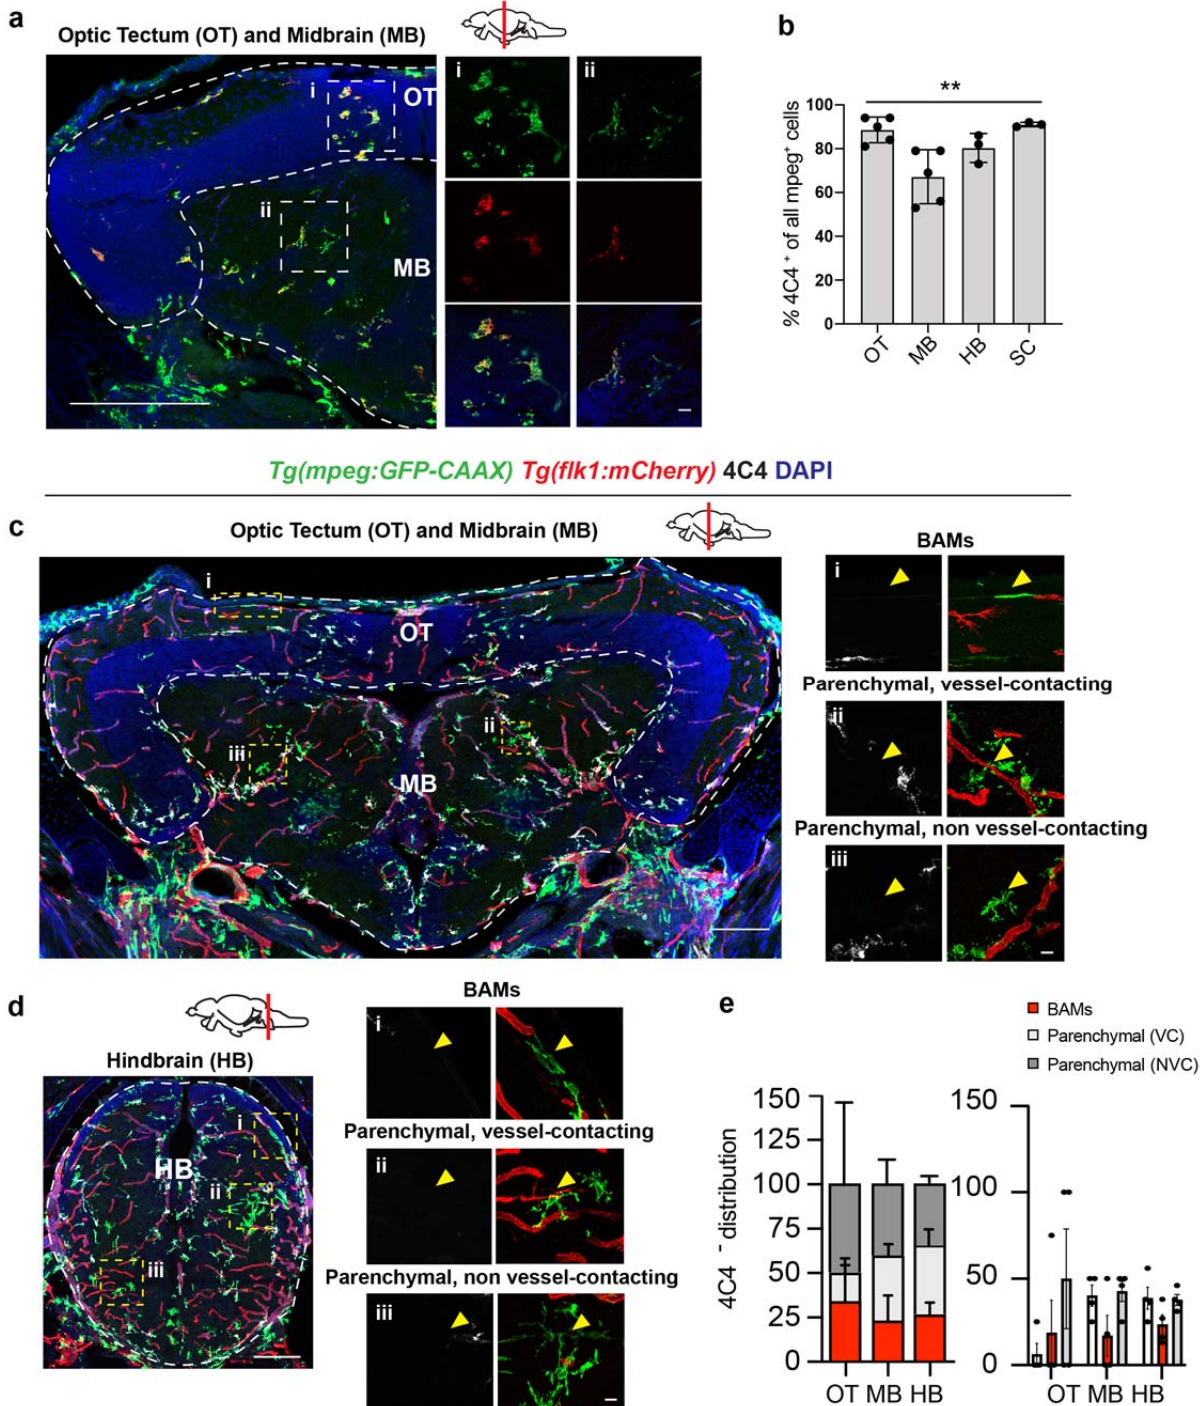 a
Optic Tectum (OT) and Midbrain (MB)
i
OT
ii
MB
i
ii
b
**
% 4C4 + of all mpeg+ cells
100
80
60
40
20
0
OT
MB
HB
SC
Tg(mpeg:GFP-CAAX) Tg(flk1:mCherry) 4C4 DAPI
c
Optic Tectum (OT) and Midbrain (MB)
i
OT
ii
iii
MB
BAMs
i
Parenchymal, vessel-contacting
ii
Parenchymal, non vessel-contacting
iii
d
Hindbrain (HB)
i
HB
ii
iii
BAMs
i
Parenchymal, vessel-contacting
ii
Parenchymal, non vessel-contacting
iii
e
BAMs
Parenchymal (VC)
Parenchymal (NVC)
4C4 - distribution
150
125
100
75
50
25
0
OT MB HB
150
100
50
0
OT MB HB